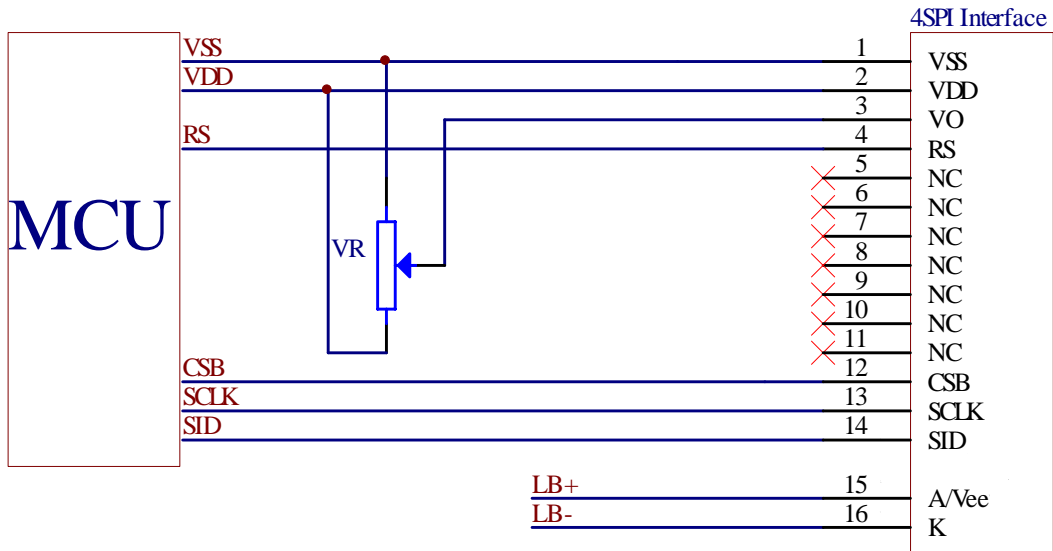 4SPI Interface
VSS 1 VSS
VDD 2 VDD
3 VO
RS 4 RS
5 NC
6 NC
MCU 7 NC
VR 8 NC
9 NC
10 NC
11 NC
CSB 12 CSB
SCLK 13 SCLK
SID 14 SID
LB+ 15 A/Vee
LB- 16 K